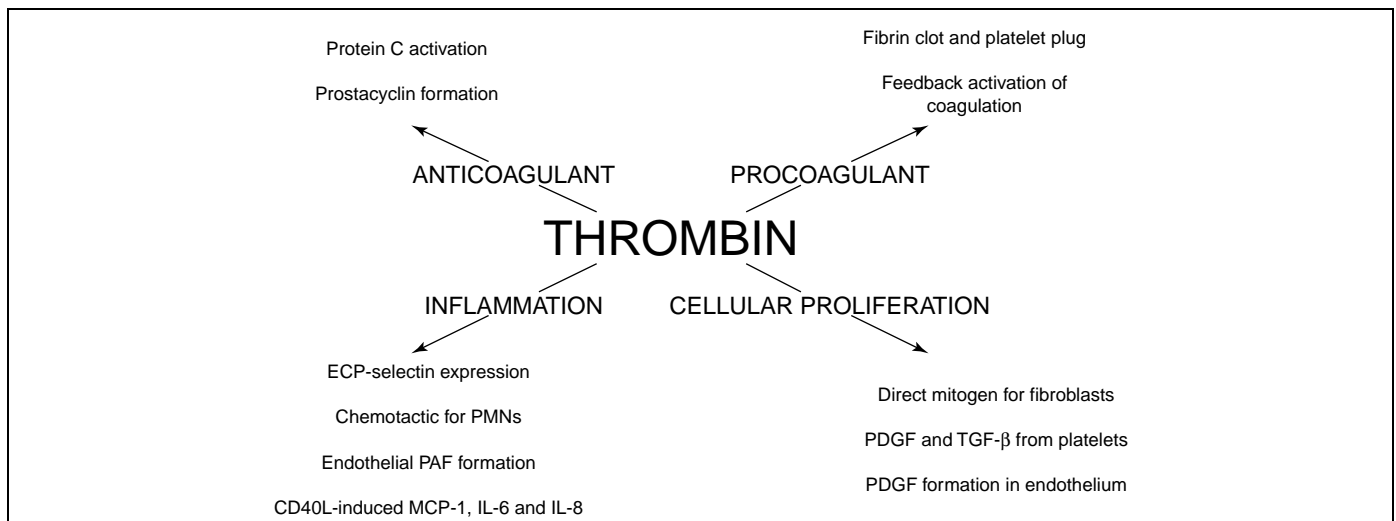 Protein C activation
Prostacyclin formation
Fibrin clot and platelet plug
Feedback activation of
coagulation
ANTICOAGULANT
PROCOAGULANT
THROMBIN
INFLAMMATION
CELLULAR PROLIFERATION
ECP-selectin expression
Chemotactic for PMNs
Endothelial PAF formation
CD40L-induced MCP-1, IL-6 and IL-8
Direct mitogen for fibroblasts
PDGF and TGF-β from platelets
PDGF formation in endothelium